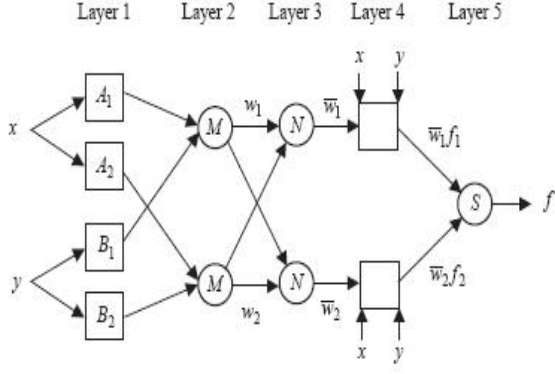 Layer 1 Layer 2 Layer 3 Layer 4 Layer 5
x y
A₁ w₁ w̅₁
M N
x w̅₁f₁
A₂
S f
B₁
y w̅₂f₂
M N
B₂ w₂ w̅₂
x y